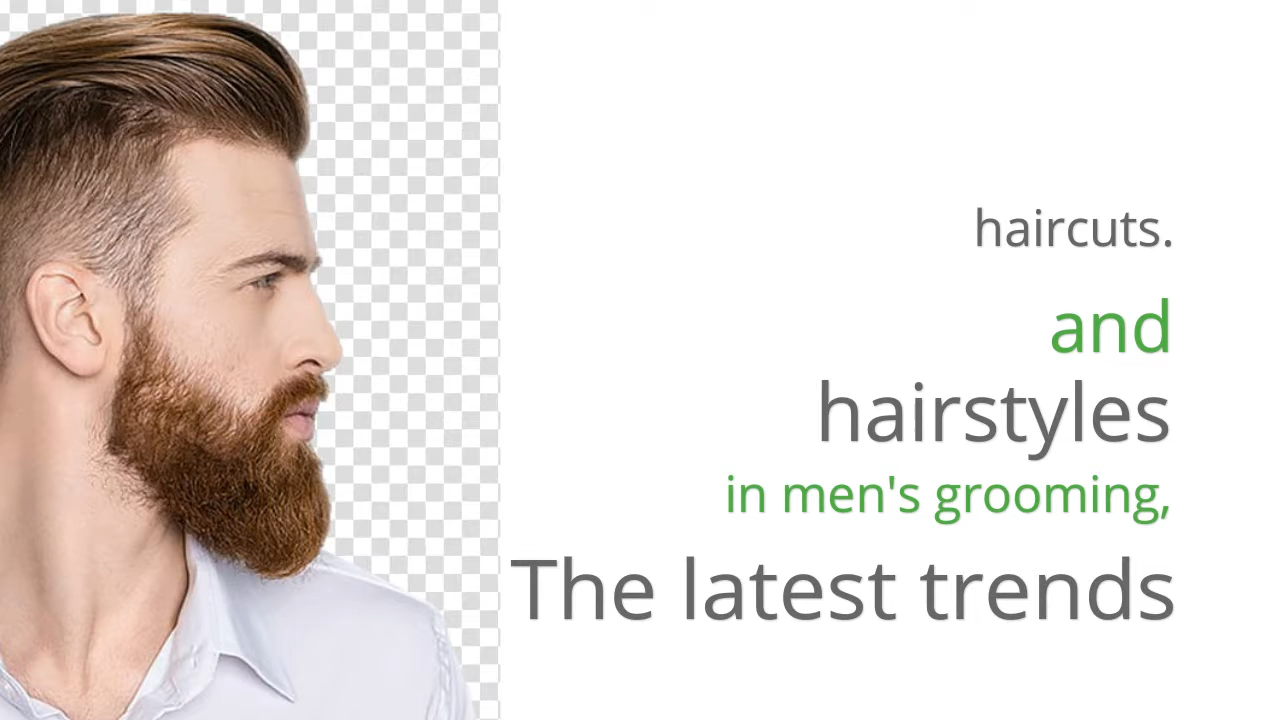 haircuts.
and
hairstyles
in men's grooming,
The latest trends